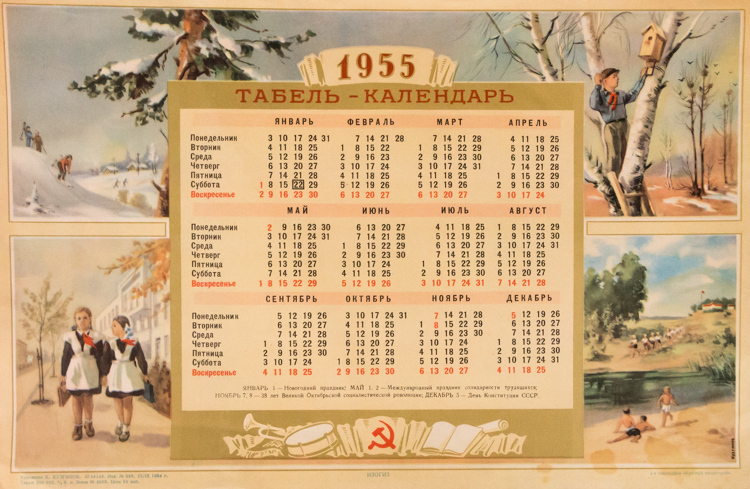 1955
ТАБЕЛЬ-КАЛЕНДАРЬ
ЯНВАРЬ ФЕВРАЛЬ МАРТ АПРЕЛЬ
Понедельник 3 10 17 24 31 7 14 21 28 7 14 21 28 4 11 18 25
Вторник 4 11 18 25 1 8 15 22 1 8 15 22 29 5 12 19 26
Среда 5 12 19 26 2 9 16 23 2 9 16 23 30 6 13 20 27
Четверг 6 13 20 27 3 10 17 24 3 10 17 24 31 7 14 21 28
Пятница 7 14 21 28 4 11 18 25 4 11 18 25 1 8 15 22 29
Суббота 1 8 15 22 29 5 12 19 26 5 12 19 26 2 9 16 23 30
Воскресенье 2 9 16 23 30 6 13 20 27 6 13 20 27 3 10 17 24
МАЙ ИЮНЬ ИЮЛЬ АВГУСТ
Понедельник 2 9 16 23 30 6 13 20 27 4 11 18 25 1 8 15 22 29
Вторник 3 10 17 24 31 7 14 21 28 5 12 19 26 2 9 16 23 30
Среда 4 11 18 25 1 8 15 22 29 6 13 20 27 3 10 17 24 31
Четверг 5 12 19 26 2 9 16 23 30 7 14 21 28 4 11 18 25
Пятница 6 13 20 27 3 10 17 24 1 8 15 22 29 5 12 19 26
Суббота 7 14 21 28 4 11 18 25 2 9 16 23 30 6 13 20 27
Воскресенье 1 8 15 22 29 5 12 19 26 3 10 17 24 31 7 14 21 28
СЕНТЯБРЬ ОКТЯБРЬ НОЯБРЬ ДЕКАБРЬ
Понедельник 5 12 19 26 3 10 17 24 31 7 14 21 28 5 12 19 26
Вторник 6 13 20 27 4 11 18 25 1 8 15 22 29 6 13 20 27
Среда 7 14 21 28 5 12 19 26 2 9 16 23 30 7 14 21 28
Четверг 1 8 15 22 29 6 13 20 27 3 10 17 24 1 8 15 22 29
Пятница 2 9 16 23 30 7 14 21 28 4 11 18 25 2 9 16 23 30
Суббота 3 10 17 24 1 8 15 22 29 5 12 19 26 3 10 17 24 31
Воскресенье 4 11 18 25 2 9 16 23 30 6 13 20 27 4 11 18 25
ЯНВАРЬ 1 — Новогодний праздник; МАЙ 1, 2 — Международный праздник солидарности трудящихся;
НОЯБРЬ 7, 8 — 38 лет Великой Октябрьской социалистической революции; ДЕКАБРЬ 5 — День Конституции СССР.
ИЗОГИЗ